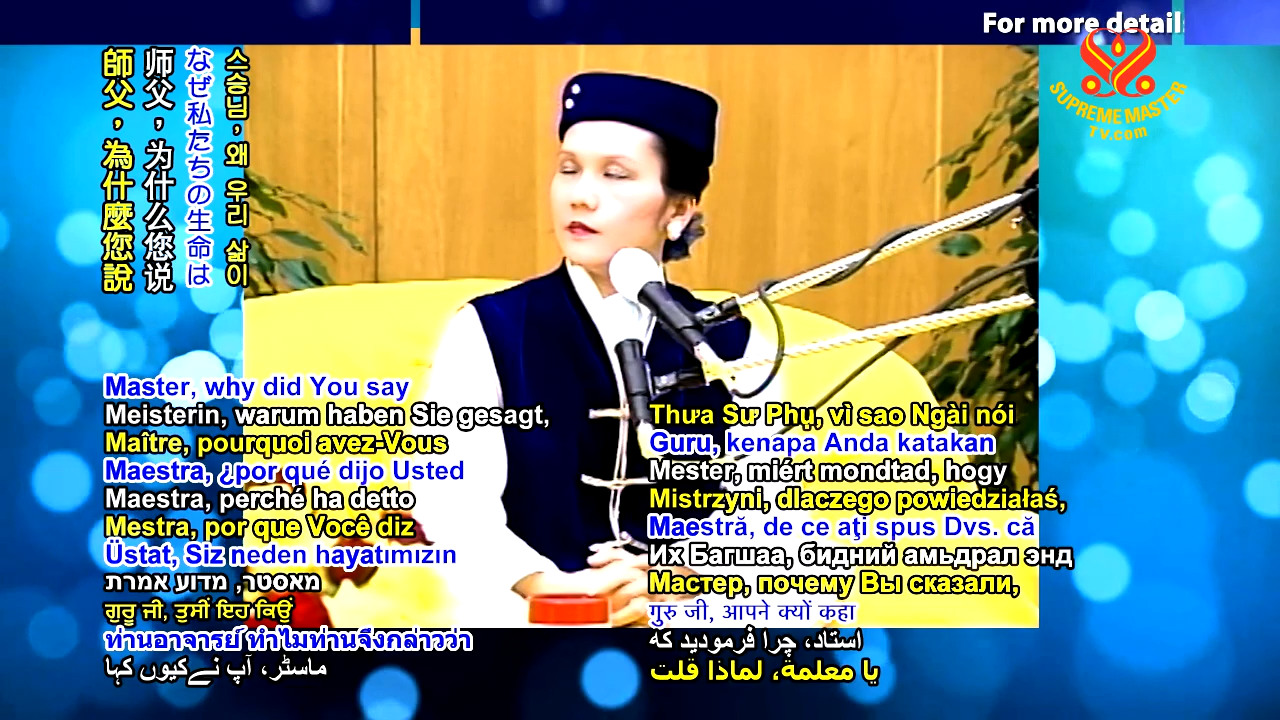 For more detail
SUPREME MASTER
TV.com
스승님, 왜 우리 삶이
なぜ私たちの生命は
师父，为什么您说
師父，為什麼您說
Master, why did You say
Meisterin, warum haben Sie gesagt,
Maître, pourquoi avez-Vous
Maestra, ¿por qué dijo Usted
Maestra, perché ha detto
Mestra, por que Você diz
Üstat, Siz neden hayatımızın
מאסטר, מדוע אמרת
ਗੁਰੂ ਜੀ, ਤੁਸੀਂ ਇਹ ਕਿਉਂ
ท่านอาจารย์ ทำไมท่านจึงกล่าวว่า
ماسٹر، آپ نے کیوں کہا
Thưa Sư Phụ, vì sao Ngài nói
Guru, kenapa Anda katakan
Mester, miért mondtad, hogy
Mistrzyni, dlaczego powiedziałaś,
Maestră, de ce aţi spus Dvs. că
Их Багшаа, бидний амьдрал энд
Мастер, почему Вы сказали,
गुरु जी, आपने क्यों कहा
استاد، چرا فرمودید که
يا معلمة، لماذا قلت